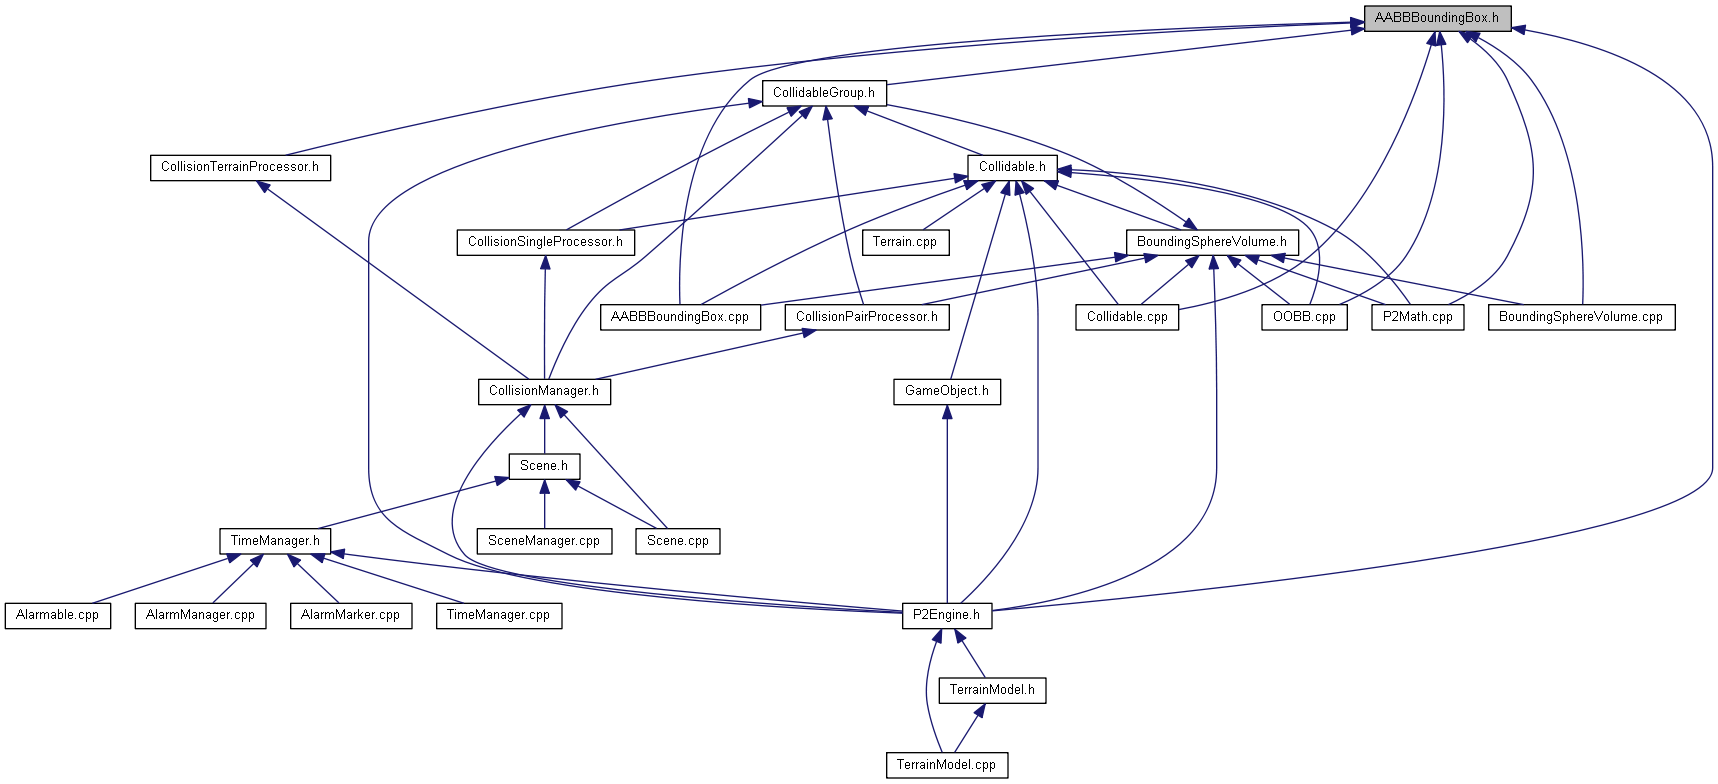 AABBBoundingBox.h
CollidableGroup.h
CollisionTerrainProcessor.h
Collidable.h
CollisionSingleProcessor.h
Terrain.cpp
BoundingSphereVolume.h
AABBBoundingBox.cpp
CollisionPairProcessor.h
Collidable.cpp
OOBB.cpp
P2Math.cpp
BoundingSphereVolume.cpp
CollisionManager.h
GameObject.h
Scene.h
TimeManager.h
SceneManager.cpp
Scene.cpp
Alarmable.cpp
AlarmManager.cpp
AlarmMarker.cpp
TimeManager.cpp
P2Engine.h
TerrainModel.h
TerrainModel.cpp